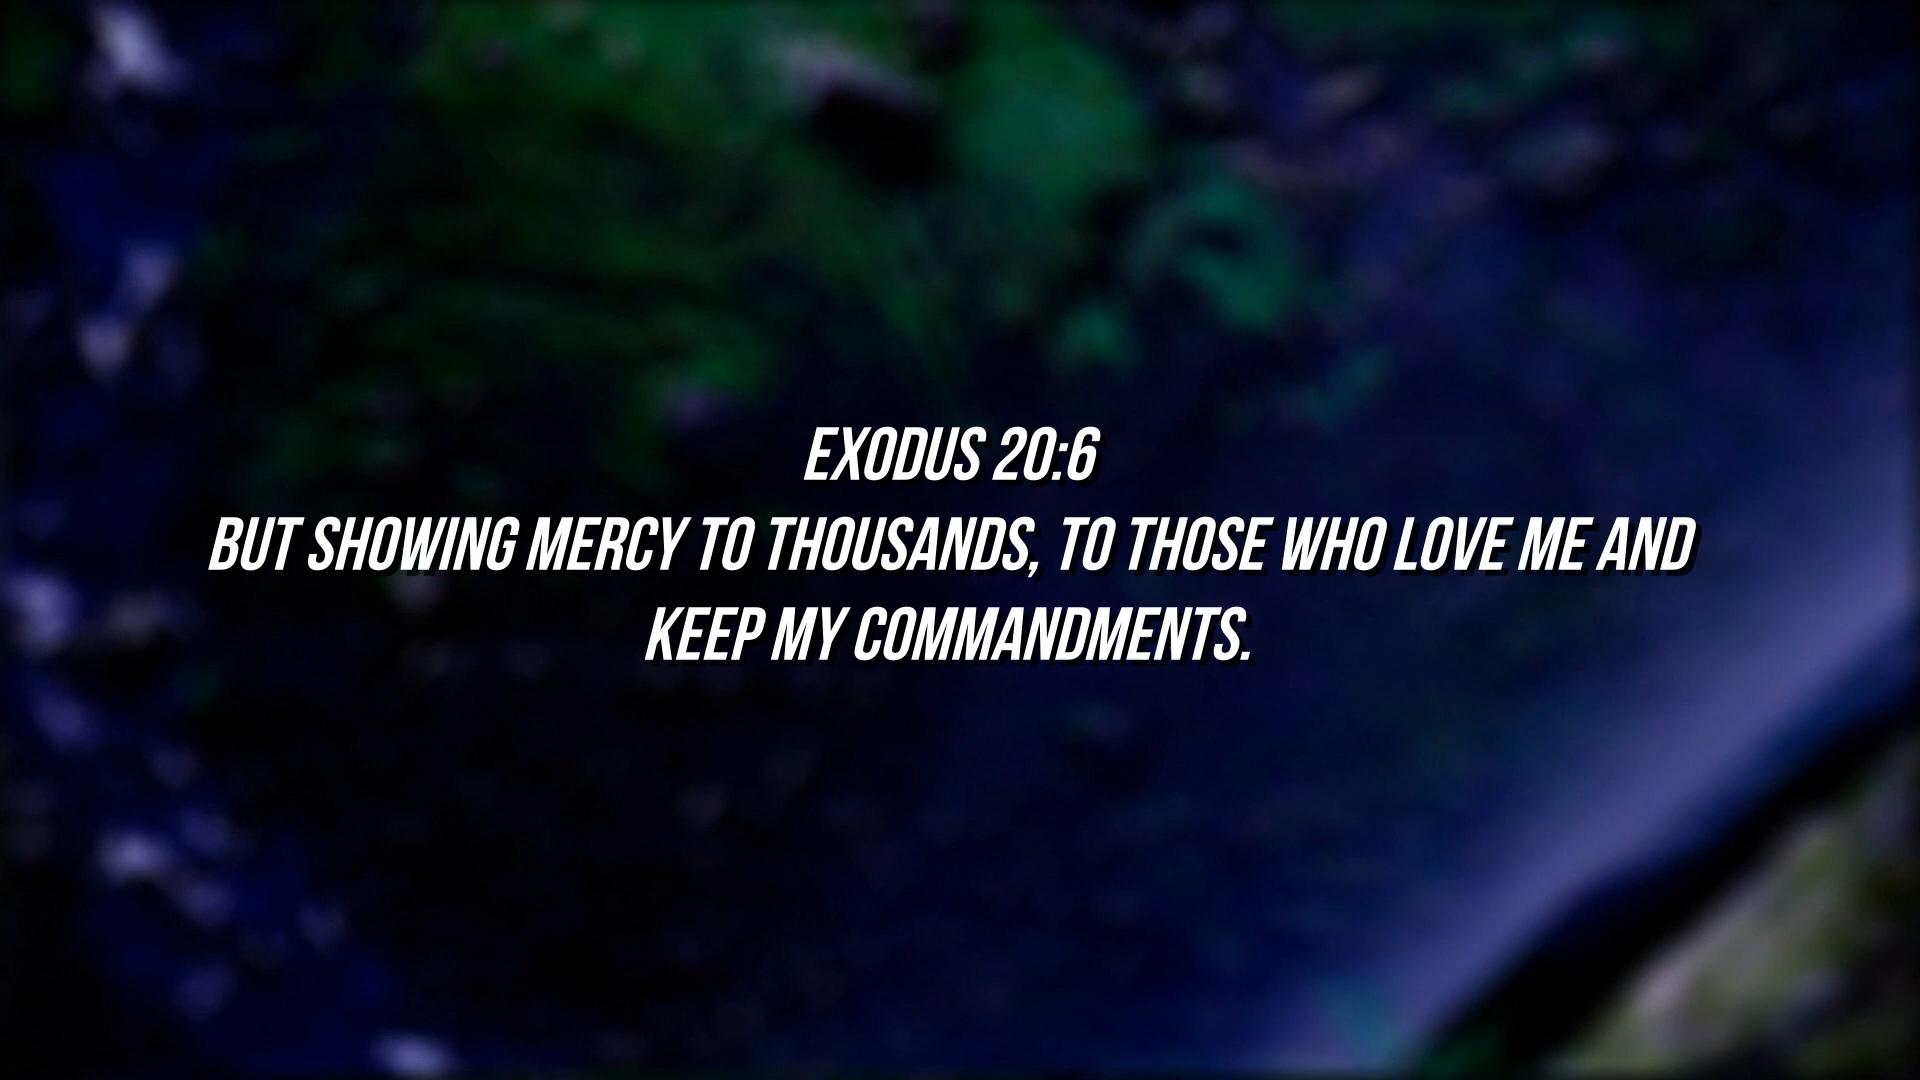 EXODUS 20:6
BUT SHOWING MERCY TO THOUSANDS, TO THOSE WHO LOVE ME AND
KEEP MY COMMANDMENTS.